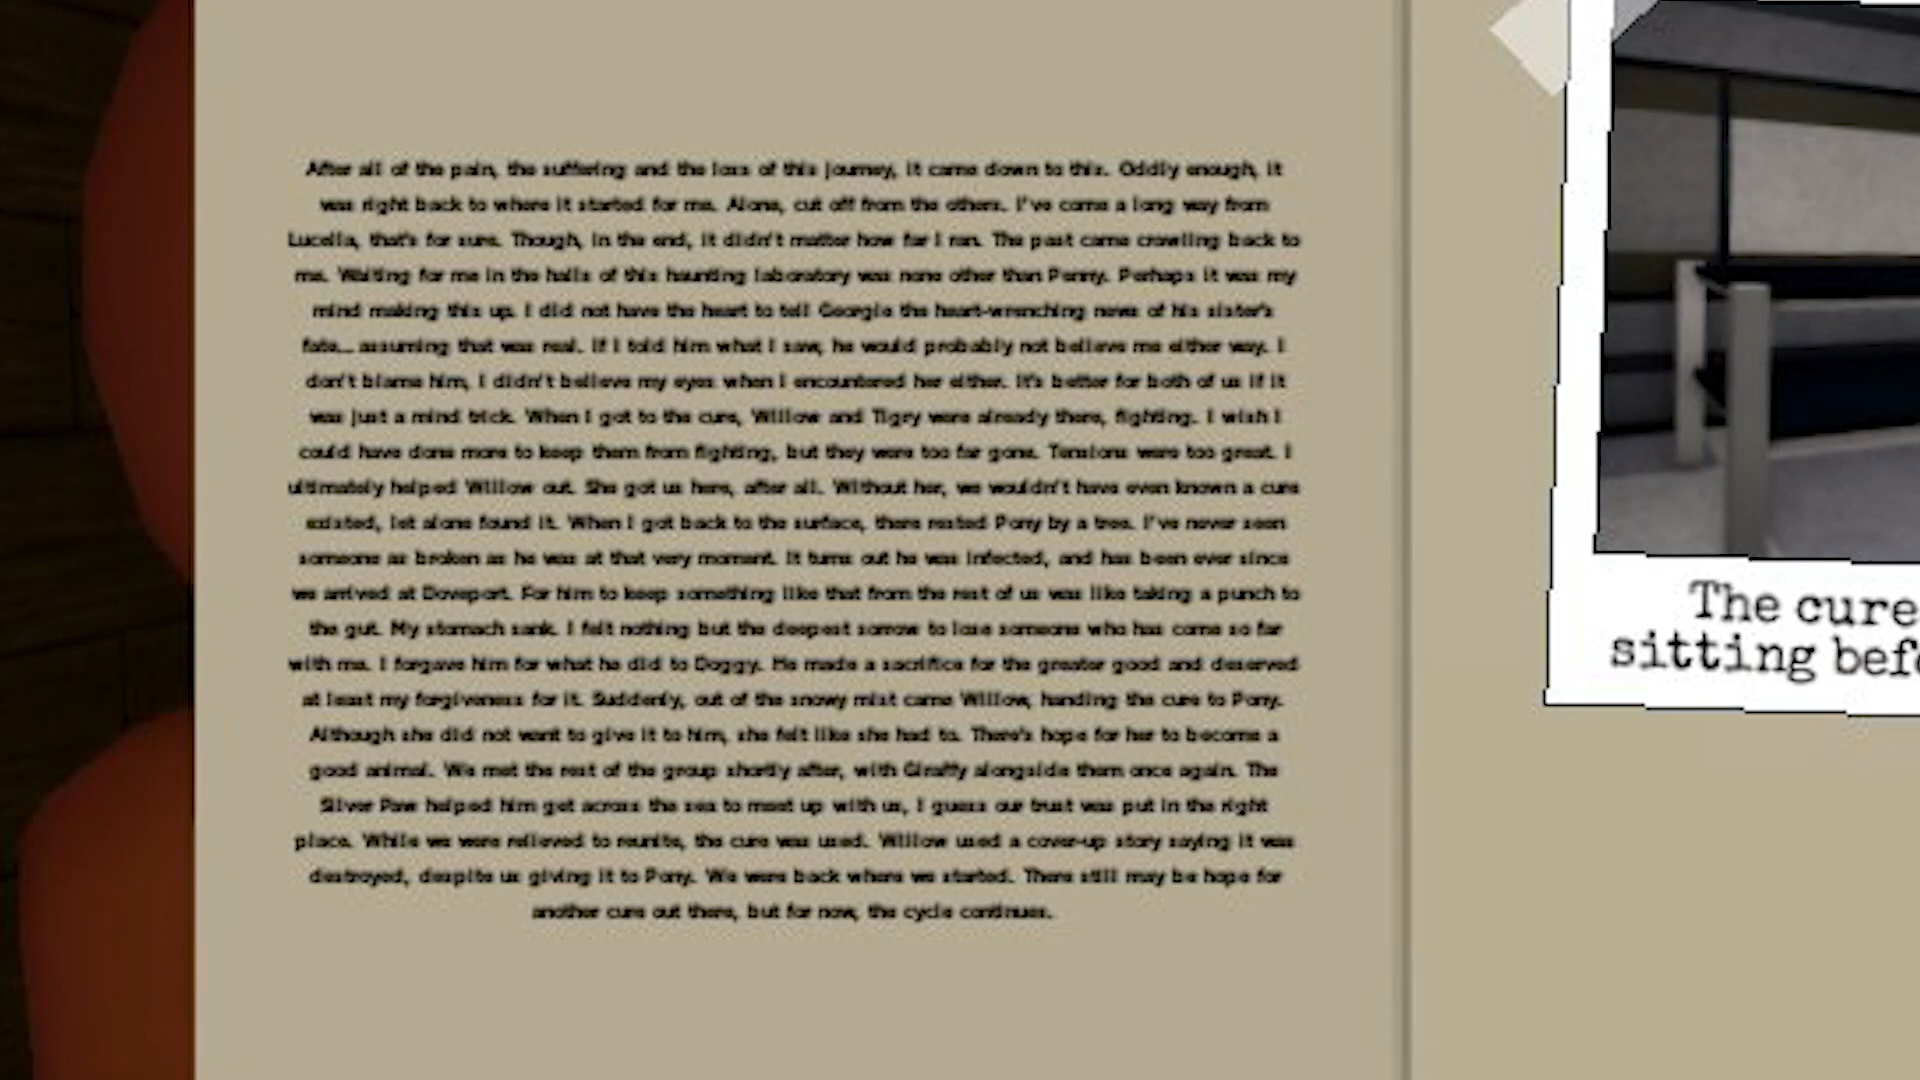 After all of the pain, the suffering and the loss of this journey, it came down to this. Oddly enough, it
was right back to where it started for me. Alone, cut off from the others. I've come a long way from
Lucella, that's for sure. Though, in the end, it didn't matter how far I ran. The past came crawling back to
me. Waiting for me in the halls of this haunting laboratory was none other than Penny. Perhaps it was my
mind making this up. I did not have the heart to tell Georgie the heart-wrenching news of his sister's
fate... assuming that was real. If I told him what I saw, he would probably not believe me either way. I
don't blame him, I didn't believe my eyes when I encountered her either. It's better for both of us if it
was just a mind trick. When I got to the cure, Willow and Tigry were already there, fighting. I wish I
could have done more to keep them from fighting, but they were too far gone. Tensions were too great. I
ultimately helped Willow out. She got us here, after all. Without her, we wouldn't have even known a cure
existed, let alone found it. When I got back to the surface, there rested Pony by a tree. I've never seen
someone as broken as he was at that very moment. It turns out he was infected, and has been ever since
we arrived at Doveport. For him to keep something like that from the rest of us was like taking a punch to
the gut. My stomach sank. I felt nothing but the deepest sorrow to lose someone who has come so far
with me. I forgave him for what he did to Doggy. He made a sacrifice for the greater good and deserved
at least my forgiveness for it. Suddenly, out of the snowy mist came Willow, handing the cure to Pony.
Although she did not want to give it to him, she felt like she had to. There's hope for her to become a
good animal. We met the rest of the group shortly after, with Giraffy alongside them once again. The
Silver Paw helped him get across the sea to meet up with us, I guess our trust was put in the right
place. While we were relieved to reunite, the cure was used. Willow used a cover-up story saying it was
destroyed, despite us giving it to Pony. We were back where we started. There still may be hope for
another cure out there, but for now, the cycle continues.
The cure
sitting befo